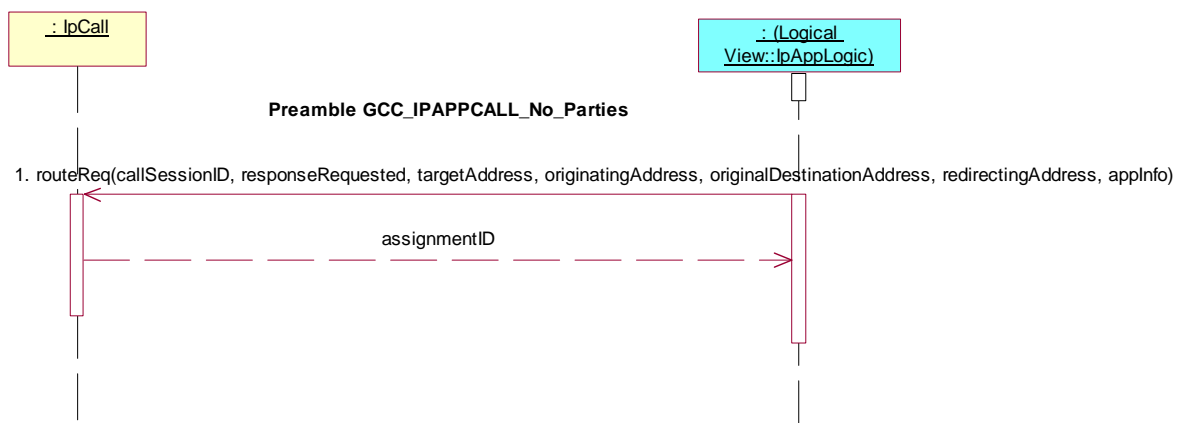 : IpCall
: (Logical
View::IpAppLogic)
Preamble GCC_IPAPPCALL_No_Parties
1. routeReq(callSessionID, responseRequested, targetAddress, originatingAddress, originalDestinationAddress, redirectingAddress, appInfo)
assignmentID